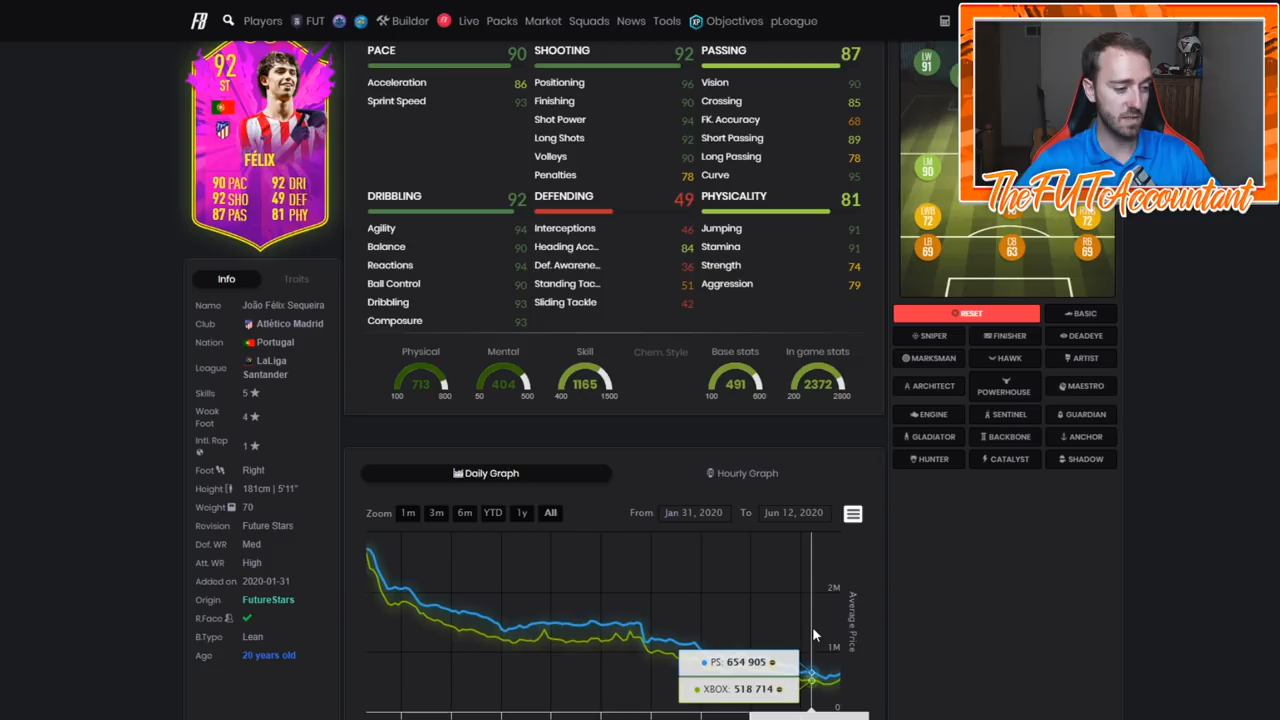 FB Players FUT Builder Live Packs Market Squads News Tools XP Objectives pLeague
92
ST
FÉLIX
90 PAC 92 DRI
92 SHO 49 DEF
87 PAS 81 PHY
PACE 90
Acceleration 86
Sprint Speed 93
SHOOTING 92
Positioning 96
Finishing 90
Shot Power 94
Long Shots 92
Volleys 90
Penalties 78
PASSING 87
Vision 90
Crossing 85
FK. Accuracy 68
Short Passing 89
Long Passing 78
Curve 95
DRIBBLING 92
Agility 94
Balance 90
Reactions 94
Ball Control 90
Dribbling 93
Composure 93
DEFENDING 49
Interceptions 46
Heading Acc... 84
Def. Awarene... 36
Standing Tac... 51
Sliding Tackle 42
PHYSICALITY 81
Jumping 91
Stamina 91
Strength 74
Aggression 79
Physical Mental Skill Chem. Style Base stats In game stats
713 404 1165 491 2372
100 800 50 500 400 1500 100 600 200 2800
Info Traits
Name João Félix Sequeira
Club Atlético Madrid
Nation Portugal
League LaLiga
Santander
Skills 5
Weak
Foot 4
Intl. Rep 1
Foot Right
Height 181cm | 5'11"
Weight 70
Revision Future Stars
Def. WR Med
Att. WR High
Added on 2020-01-31
Origin FutureStars
R.Face
B.Type Lean
Age 20 years old
Daily Graph Hourly Graph
Zoom 1m 3m 6m YTD 1y All From Jan 31, 2020 To Jun 12, 2020
2M
1M
0
Average Price
PS: 654 905
XBOX: 518 714
LW
91
LM
90
72
72
LB
69
CB
63
RB
69
TheFUTAccountant
RESET BASIC
SNIPER FINISHER DEADEYE
MARKSMAN HAWK ARTIST
ARCHITECT POWERHOUSE MAESTRO
ENGINE SENTINEL GUARDIAN
GLADIATOR BACKBONE ANCHOR
HUNTER CATALYST SHADOW